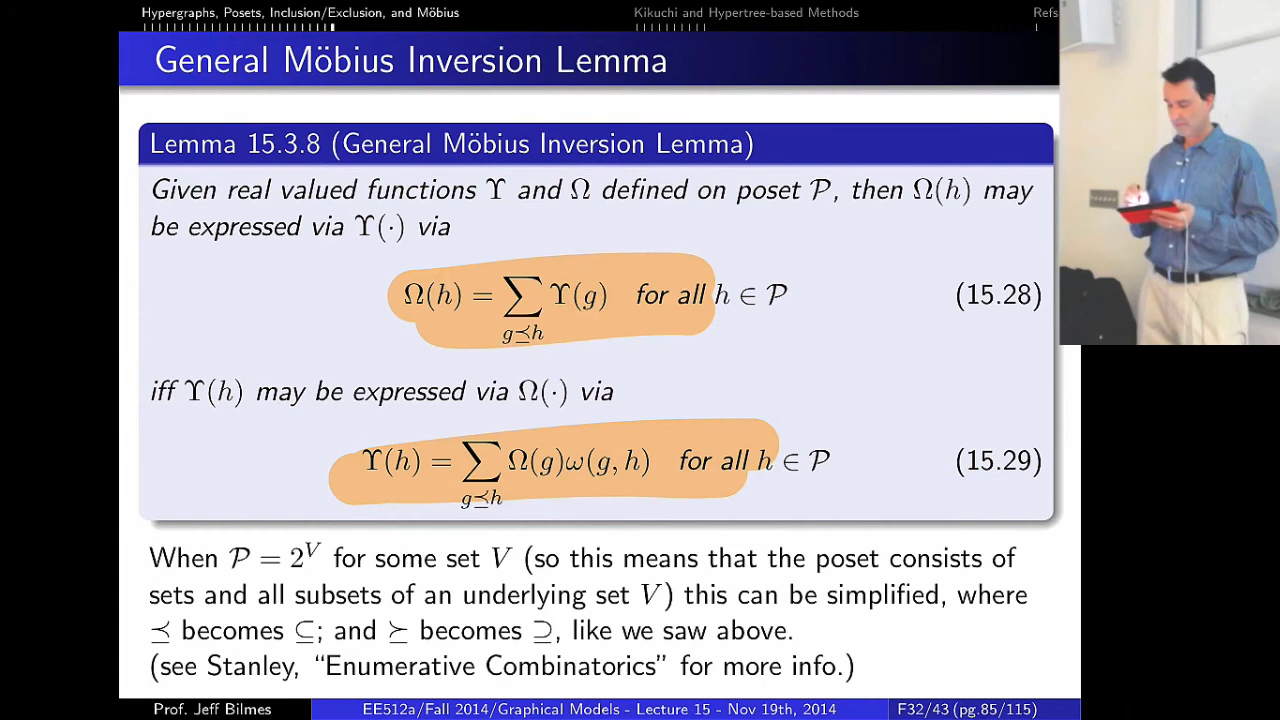 Hypergraphs, Posets, Inclusion/Exclusion, and Möbius Kikuchi and Hypertree-based Methods Refs
General Möbius Inversion Lemma
Lemma 15.3.8 (General Möbius Inversion Lemma)
Given real valued functions ϒ and Ω defined on poset 𝒫, then Ω(h) may
be expressed via ϒ(·) via
Ω(h) = ∑ ϒ(g) for all h ∈ 𝒫 (15.28)
g⪯h
iff ϒ(h) may be expressed via Ω(·) via
ϒ(h) = ∑ Ω(g)ω(g, h) for all h ∈ 𝒫 (15.29)
g⪯h
When 𝒫 = 2^V for some set V (so this means that the poset consists of
sets and all subsets of an underlying set V) this can be simplified, where
⪯ becomes ⊆; and ⪰ becomes ⊇, like we saw above.
(see Stanley, “Enumerative Combinatorics” for more info.)
Prof. Jeff Bilmes EE512a/Fall 2014/Graphical Models - Lecture 15 - Nov 19th, 2014 F32/43 (pg.85/115)